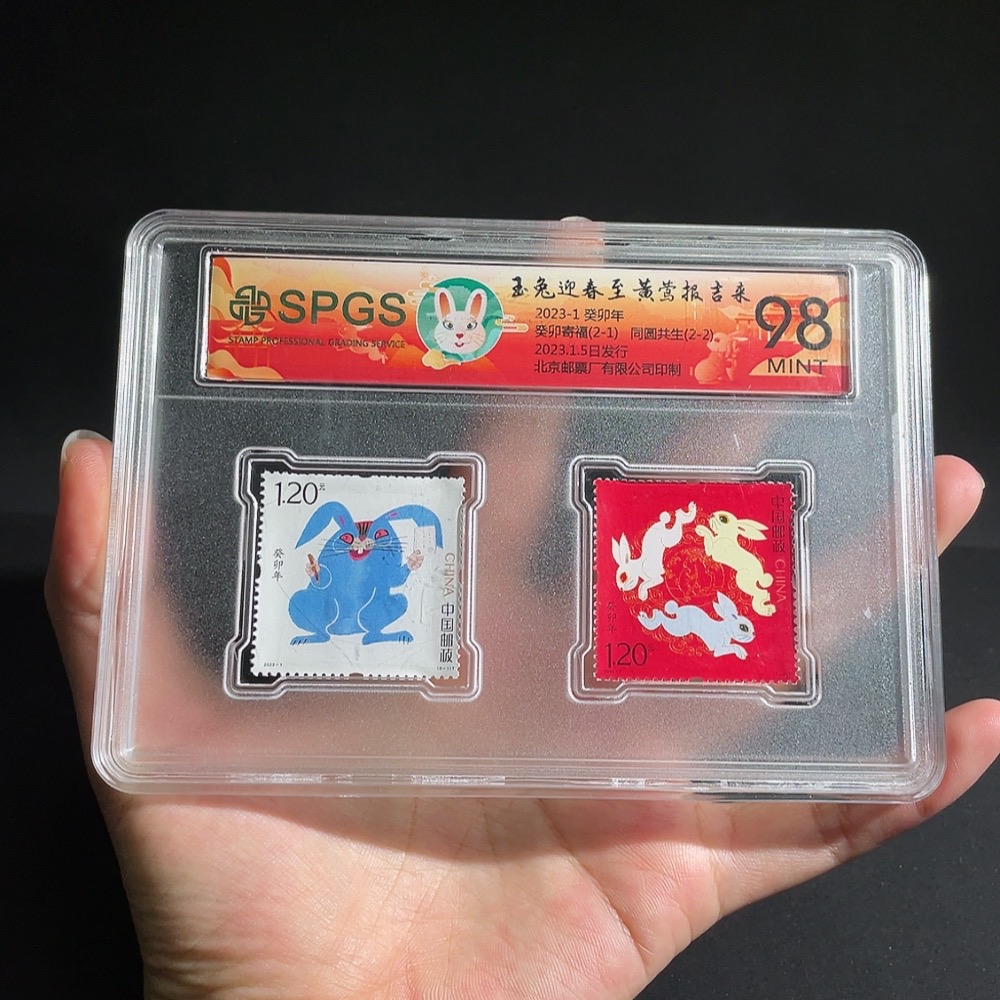 SPGS
STAMP PROFESSIONAL GRADING SERVICE
玉兔迎春至 黄莺报吉来
2023-1 癸卯年
癸卯寄福(2-1) 同圆共生(2-2)
2023.1.5日发行
北京邮票厂有限公司印制
98
MINT
1.20元
癸卯年
CHINA 中国邮政
2023-1
中国邮政 CHINA
癸卯年
1.20元